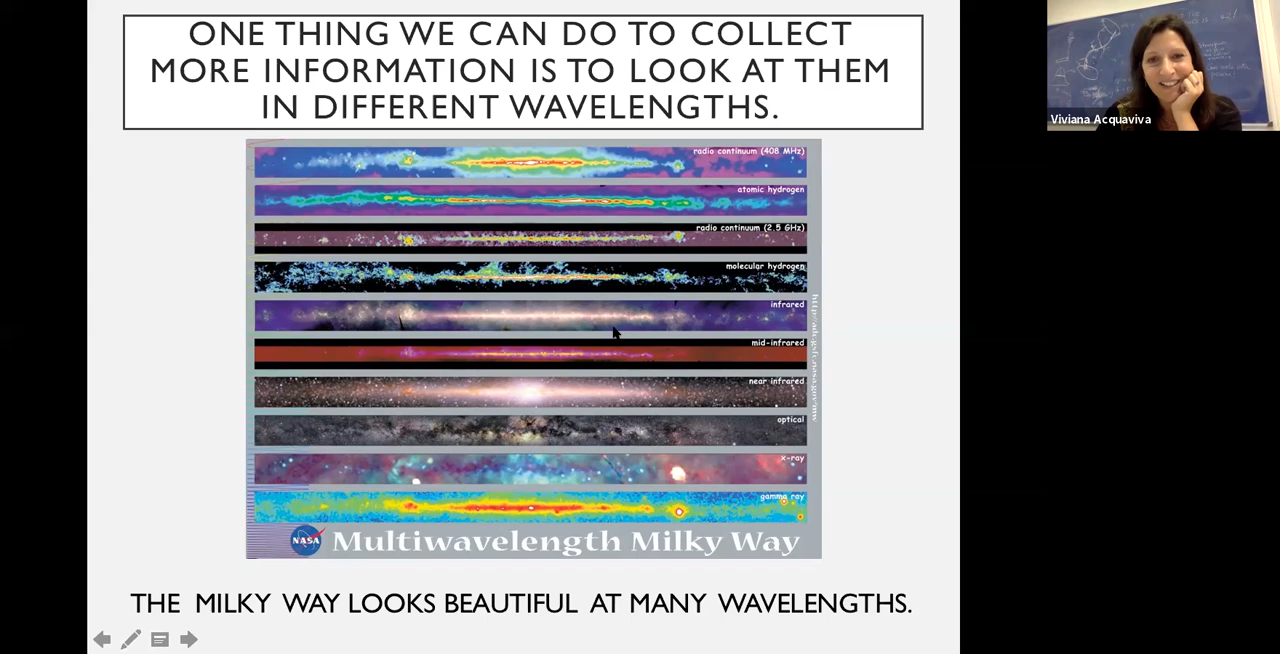 ONE THING WE CAN DO TO COLLECT
MORE INFORMATION IS TO LOOK AT THEM
IN DIFFERENT WAVELENGTHS.
radio continuum (408 MHz)
atomic hydrogen
radio continuum (2.5 GHz)
molecular hydrogen
infrared
mid-infrared
near infrared
optical
x-ray
gamma ray
NASA
Multiwavelength Milky Way
THE MILKY WAY LOOKS BEAUTIFUL AT MANY WAVELENGTHS.
Viviana Acquaviva